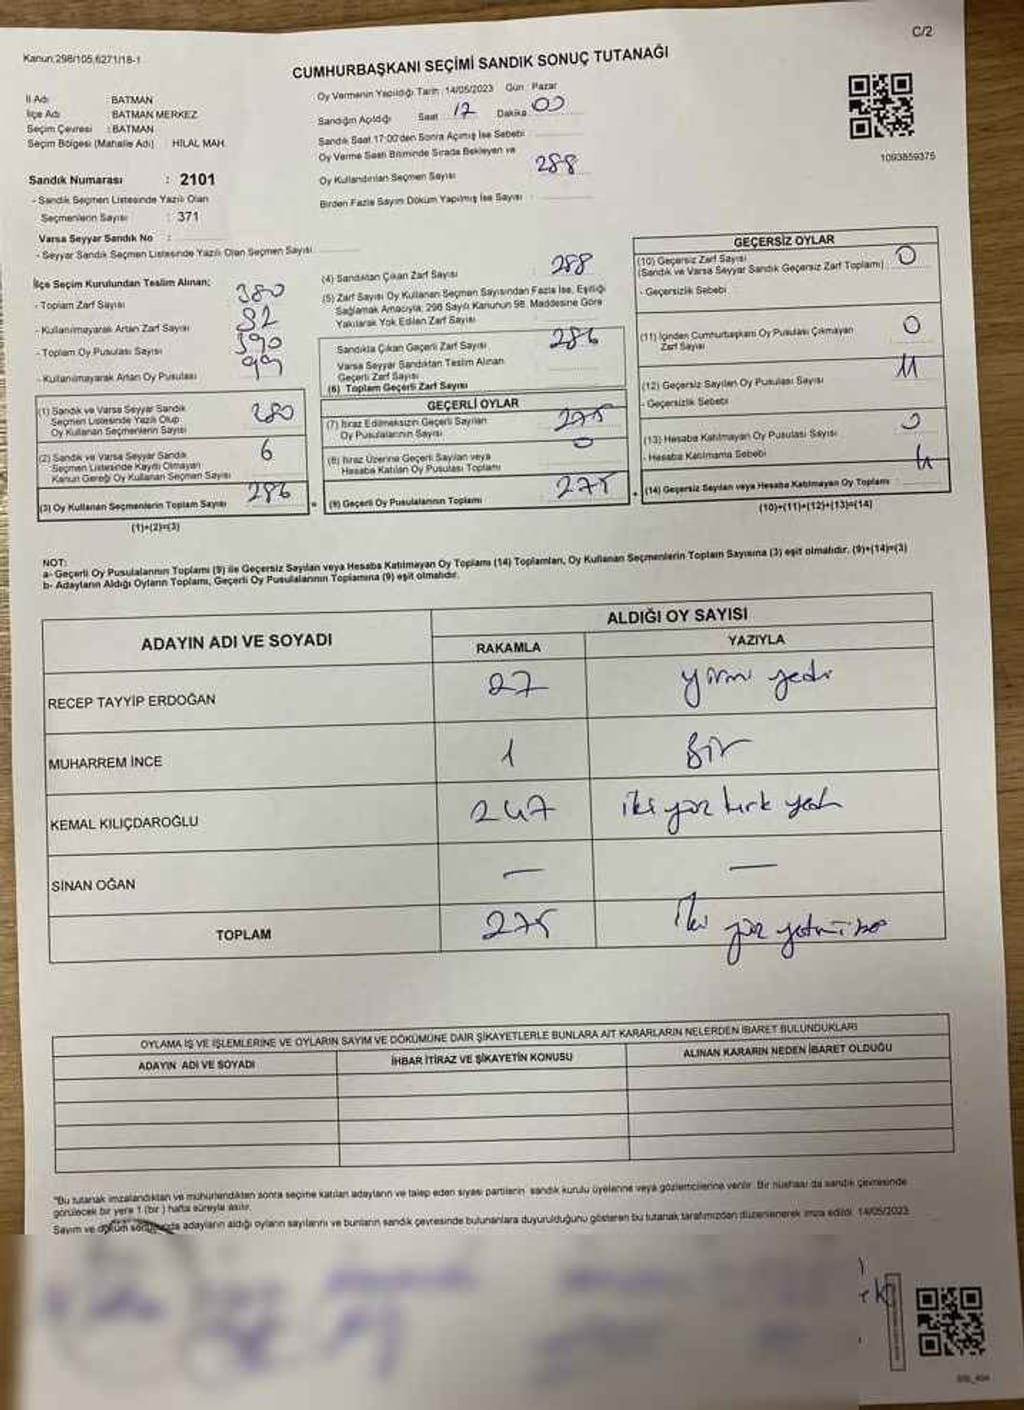 C/2
Kanun:298/105,6271/18-1
CUMHURBAŞKANI SEÇİMİ SANDIK SONUÇ TUTANAĞI
İl Adı : BATMAN
İlçe Adı : BATMAN MERKEZ
Seçim Çevresi : BATMAN
Seçim Bölgesi (Mahalle Adı) : HİLAL MAH.
Sandık Numarası : 2101
- Sandık Seçmen Listesinde Yazılı Olan
Seçmenlerin Sayısı : 371
Varsa Seyyar Sandık No :
- Seyyar Sandık Seçmen Listesinde Yazılı Olan Seçmen Sayısı
Oy Vermenin Yapıldığı Tarih : 14/05/2023 Gün : Pazar
Sandığın Açıldığı Saat 17 Dakika 00
Sandık Saat 17:00'den Sonra Açılmış İse Sebebi
Oy Verme Saati Bitiminde Sırada Bekleyen ve
Oy Kullandırılan Seçmen Sayısı 288
Birden Fazla Sayım Döküm Yapılmış İse Sayısı :
1093859375
İlçe Seçim Kurulundan Teslim Alınan;
- Toplam Zarf Sayısı 380
- Kullanılmayarak Artan Zarf Sayısı 92
- Toplam Oy Pusulası Sayısı 390
- Kullanılmayarak Artan Oy Pusulası 99
(1) Sandık ve Varsa Seyyar Sandık
Seçmen Listesinde Yazılı Olup
Oy Kullanan Seçmenlerin Sayısı 280
(2) Sandık ve Varsa Seyyar Sandık
Seçmen Listesinde Kaydı Olmayan
Kanun Gereği Oy Kullanan Seçmen Sayısı 6
(3) Oy Kullanan Seçmenlerin Toplam Sayısı 286
(1)+(2)=(3)
(4) Sandıktan Çıkan Zarf Sayısı 288
(5) Zarf Sayısı Oy Kullanan Seçmen Sayısından Fazla İse, Eşitliği
Sağlamak Amacıyla, 298 Sayılı Kanunun 98. Maddesine Göre
Yakılarak Yok Edilen Zarf Sayısı
Sandıkta Çıkan Geçerli Zarf Sayısı 286
Varsa Seyyar Sandıktan Teslim Alınan
Geçerli Zarf Sayısı
(6) Toplam Geçerli Zarf Sayısı
GEÇERLİ OYLAR
(7) İtiraz Edilmeksizin Geçerli Sayılan
Oy Pusulalarının Sayısı 275
(8) İtiraz Üzerine Geçerli Sayılan veya
Hesaba Katılan Oy Pusulası Toplamı 0
(9) Geçerli Oy Pusulalarının Toplamı 275
=
+
GEÇERSİZ OYLAR
(10) Geçersiz Zarf Sayısı 0
(Sandık ve Varsa Seyyar Sandık Geçersiz Zarf Toplamı)
- Geçersizlik Sebebi
(11) İçinden Cumhurbaşkanı Oy Pusulası Çıkmayan
Zarf Sayısı 0
(12) Geçersiz Sayılan Oy Pusulası Sayısı 11
- Geçersizlik Sebebi
(13) Hesaba Katılmayan Oy Pusulası Sayısı
- Hesaba Katılmama Sebebi
(14) Geçersiz Sayılan veya Hesaba Katılmayan Oy Toplamı
(10)+(11)+(12)+(13)=(14)
NOT:
a- Geçerli Oy Pusulalarının Toplamı (9) ile Geçersiz Sayılan veya Hesaba Katılmayan Oy Toplamı (14) Toplamları, Oy Kullanan Seçmenlerin Toplam Sayısına (3) eşit olmalıdır. (9)+(14)=(3)
b- Adayların Aldığı Oyların Toplamı, Geçerli Oy Pusulalarının Toplamına (9) eşit olmalıdır.
ADAYIN ADI VE SOYADI ALDIĞI OY SAYISI
RAKAMLA YAZIYLA
RECEP TAYYİP ERDOĞAN 27 yirmi yedi
MUHARREM İNCE 1 Bir
KEMAL KILIÇDAROĞLU 247 iki yüz kırk yedi
SİNAN OĞAN — —
TOPLAM 275 İki yüz yetmiş beş
OYLAMA İŞ VE İŞLEMLERİNE VE OYLARIN SAYIM VE DÖKÜMÜNE DAİR ŞİKAYETLERLE BUNLARA AİT KARARLARIN NELERDEN İBARET BULUNDUKLARI
ADAYIN ADI VE SOYADI İHBAR İTİRAZ VE ŞİKAYETİN KONUSU ALINAN KARARIN NEDEN İBARET OLDUĞU
"Bu tutanak imzalandıktan ve mühürlendikten sonra seçime katılan adayların ve talep eden siyasi partilerin sandık kurulu üyelerine veya gözlemcilerine verilir. Bir nüshası da sandık çevresinde
görülecek bir yere 1 (bir) hafta süreyle asılır.
Sayım ve döküm sonucunda adayların aldığı oyların sayılarını ve bunların sandık çevresinde bulunanlara duyurulduğunu gösteren bu tutanak tarafımızdan düzenlenerek imza edildi. 14/05/2023